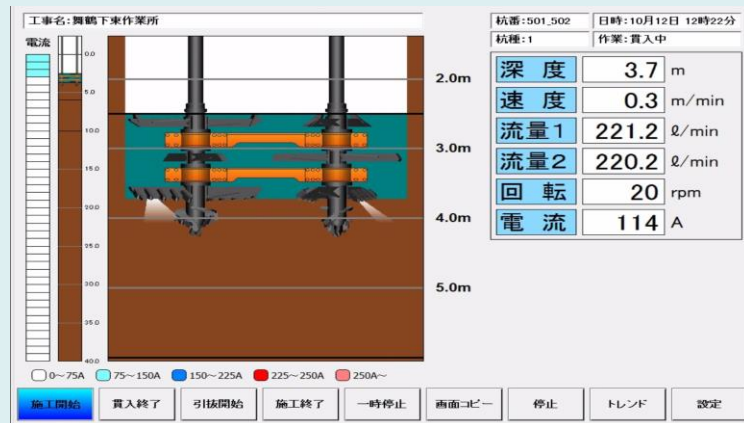 工事名:舞鶴下東作業所
杭番:501_502
日時:10月12日 12時22分
杭種:1
作業:貫入中
電流
0.0
5.0
10.0
15.0
20.0
25.0
30.0
35.0
40.0
2.0m
3.0m
4.0m
5.0m
深 度 3.7 m
速 度 0.3 m/min
流量1 221.2 ℓ/min
流量2 220.2 ℓ/min
回 転 20 rpm
電 流 114 A
0~75A 75~150A 150~225A 225~250A 250A~
施工開始 貫入終了 引抜開始 施工終了 一時停止 画面コピー 停止 トレンド 設定